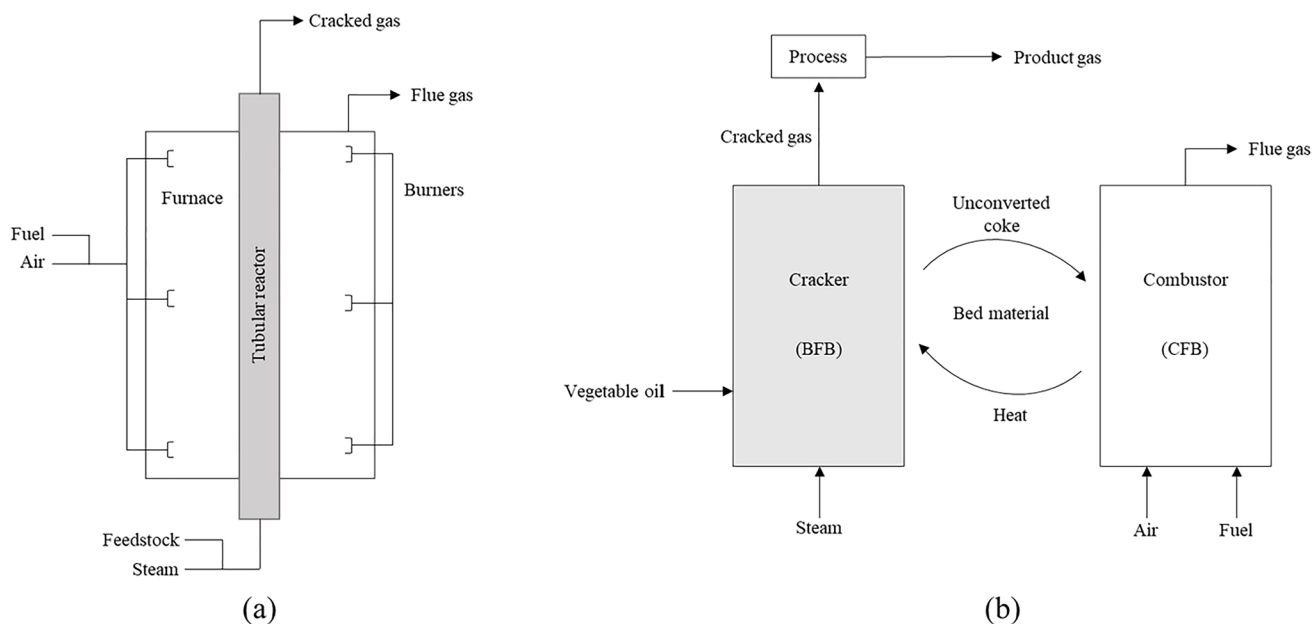 Cracked gas
Flue gas
Furnace
Burners
Tubular reactor
Fuel
Air
Feedstock
Steam
(a)
Process
Product gas
Cracked gas
Flue gas
Unconverted
coke
Cracker
(BFB)
Bed material
Combustor
(CFB)
Vegetable oil
Heat
Steam
Air
Fuel
(b)